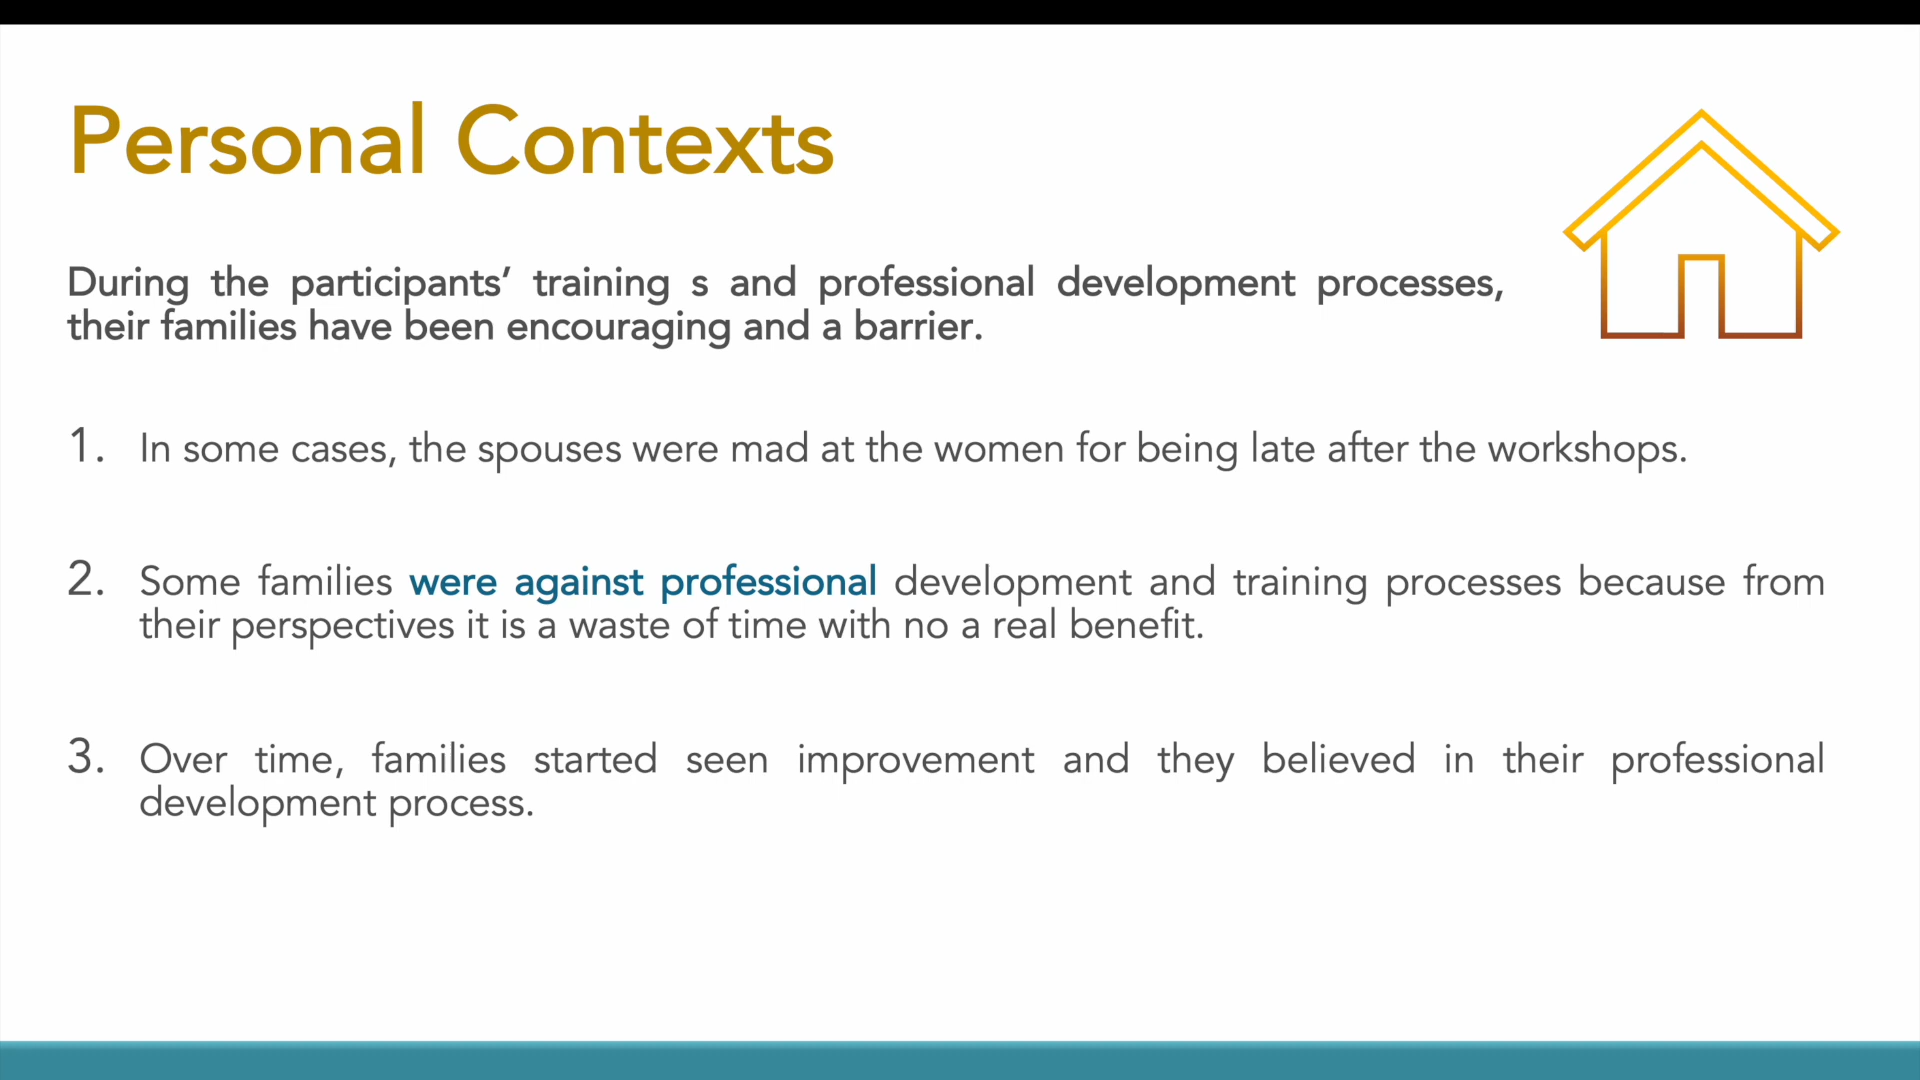 Personal Contexts
During the participants’ training s and professional development processes,
their families have been encouraging and a barrier.
1. In some cases, the spouses were mad at the women for being late after the workshops.
2. Some families were against professional development and training processes because from
their perspectives it is a waste of time with no a real benefit.
3. Over time, families started seen improvement and they believed in their professional
development process.